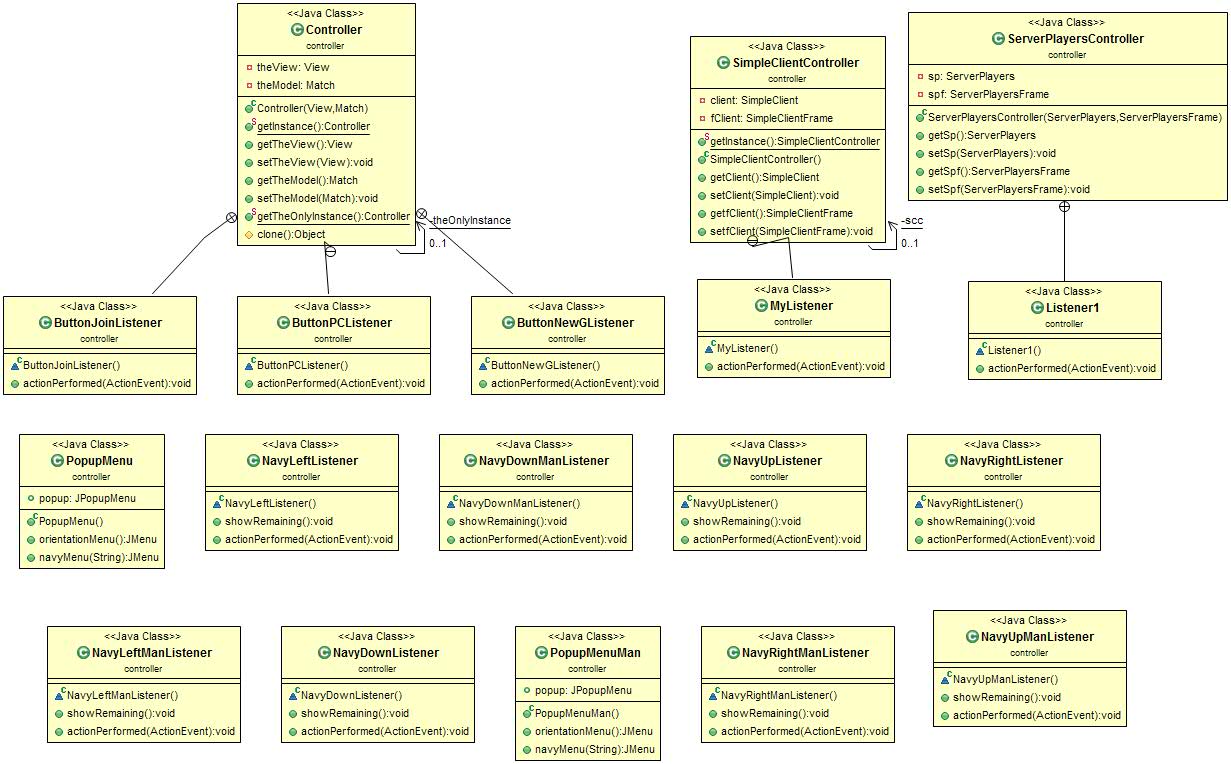 <<Java Class>>
Controller
controller
theView: View
theModel: Match
Controller(View,Match)
getInstance():Controller
getTheView():View
setTheView(View):void
getTheModel():Match
setTheModel(Match):void
getTheOnlyInstance():Controller
clone():Object
-theOnlyInstance
0..1
<<Java Class>>
SimpleClientController
controller
client: SimpleClient
fClient: SimpleClientFrame
getInstance():SimpleClientController
SimpleClientController()
getClient():SimpleClient
setClient(SimpleClient):void
getfClient():SimpleClientFrame
setfClient(SimpleClientFrame):void
-scc
0..1
<<Java Class>>
ServerPlayersController
controller
sp: ServerPlayers
spf: ServerPlayersFrame
ServerPlayersController(ServerPlayers,ServerPlayersFrame)
getSp():ServerPlayers
setSp(ServerPlayers):void
getSpf():ServerPlayersFrame
setSpf(ServerPlayersFrame):void
<<Java Class>>
ButtonJoinListener
controller
ButtonJoinListener()
actionPerformed(ActionEvent):void
<<Java Class>>
ButtonPCListener
controller
ButtonPCListener()
actionPerformed(ActionEvent):void
<<Java Class>>
ButtonNewGListener
controller
ButtonNewGListener()
actionPerformed(ActionEvent):void
<<Java Class>>
MyListener
controller
MyListener()
actionPerformed(ActionEvent):void
<<Java Class>>
Listener1
controller
Listener1()
actionPerformed(ActionEvent):void
<<Java Class>>
PopupMenu
controller
popup: JPopupMenu
PopupMenu()
orientationMenu():JMenu
navyMenu(String):JMenu
<<Java Class>>
NavyLeftListener
controller
NavyLeftListener()
showRemaining():void
actionPerformed(ActionEvent):void
<<Java Class>>
NavyDownManListener
controller
NavyDownManListener()
showRemaining():void
actionPerformed(ActionEvent):void
<<Java Class>>
NavyUpListener
controller
NavyUpListener()
showRemaining():void
actionPerformed(ActionEvent):void
<<Java Class>>
NavyRightListener
controller
NavyRightListener()
showRemaining():void
actionPerformed(ActionEvent):void
<<Java Class>>
NavyLeftManListener
controller
NavyLeftManListener()
showRemaining():void
actionPerformed(ActionEvent):void
<<Java Class>>
NavyDownListener
controller
NavyDownListener()
showRemaining():void
actionPerformed(ActionEvent):void
<<Java Class>>
PopupMenuMan
controller
popup: JPopupMenu
PopupMenuMan()
orientationMenu():JMenu
navyMenu(String):JMenu
<<Java Class>>
NavyRightManListener
controller
NavyRightManListener()
showRemaining():void
actionPerformed(ActionEvent):void
<<Java Class>>
NavyUpManListener
controller
NavyUpManListener()
showRemaining():void
actionPerformed(ActionEvent):void